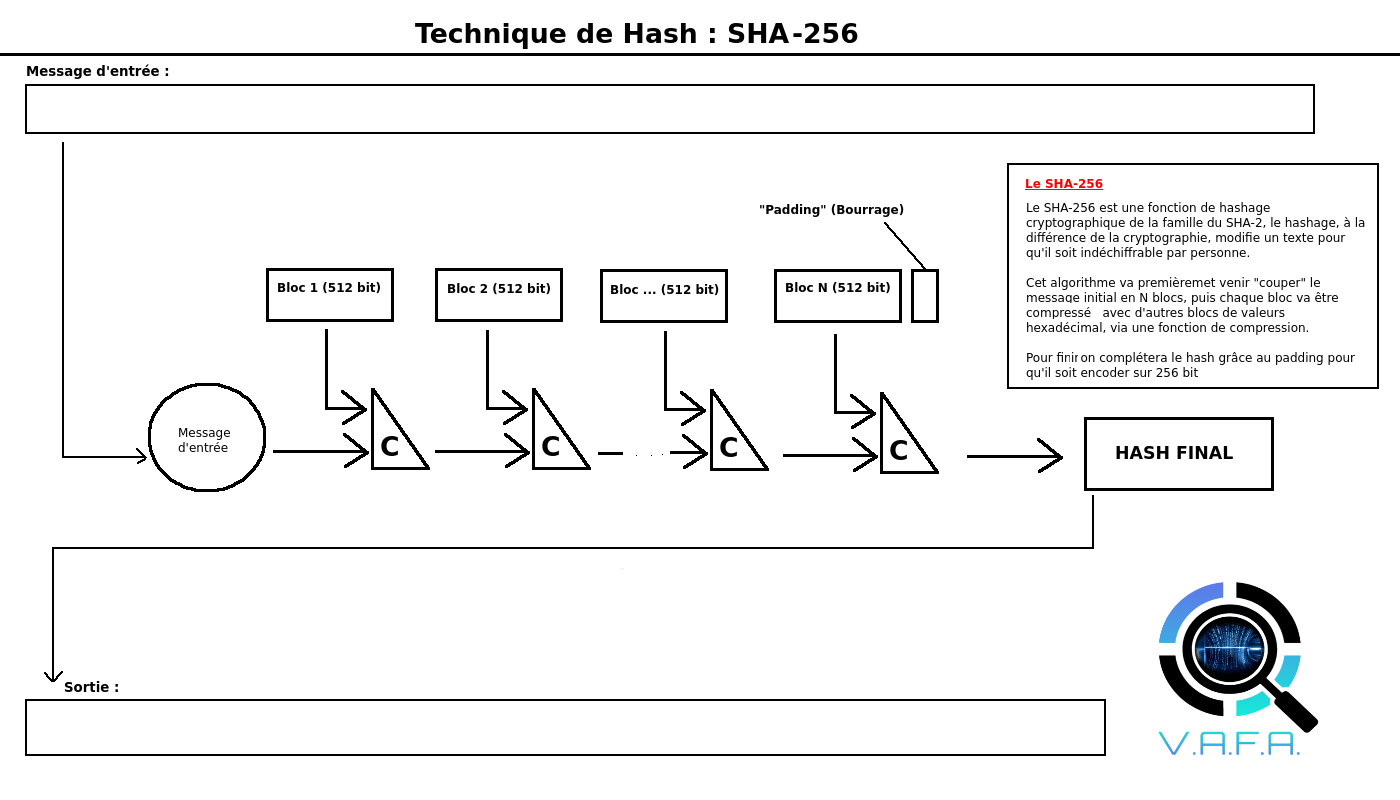 Technique de Hash : SHA-256
Message d'entrée :
"Padding" (Bourrage)
Bloc 1 (512 bit)
Bloc 2 (512 bit)
Bloc ... (512 bit)
Bloc N (512 bit)
Message
d'entrée
C
C
. . . .
C
C
Le SHA-256
Le SHA-256 est une fonction de hashage
cryptographique de la famille du SHA-2, le hashage, à la
différence de la cryptographie, modifie un texte pour
qu'il soit indéchiffrable par personne.
Cet algorithme va premièremet venir "couper" le
message initial en N blocs, puis chaque bloc va être
compressé avec d'autres blocs de valeurs
hexadécimal, via une fonction de compression.
Pour finir on complétera le hash grâce au padding pour
qu'il soit encoder sur 256 bit
HASH FINAL
Sortie :
V.A.F.A.